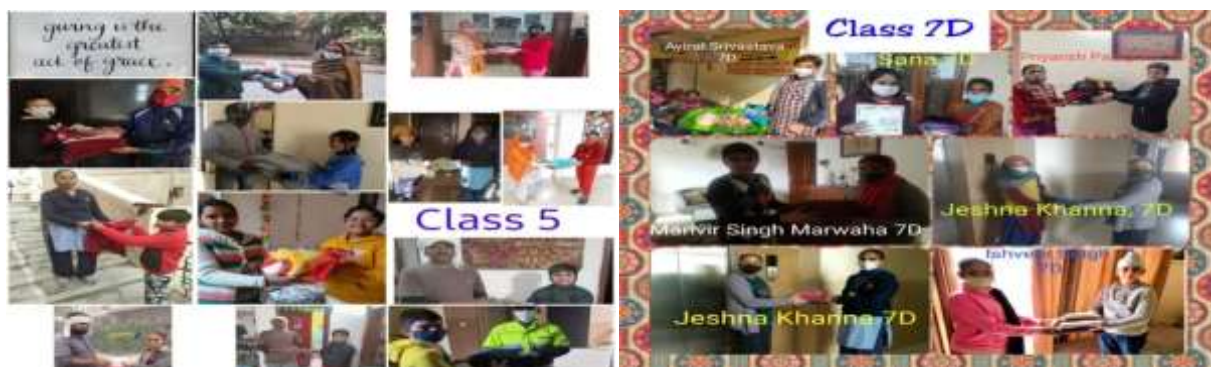 giving is the
greatest
act of grace.
Class 5
Class 7D
Aviral Srivastava
7D
Sana 7D
Manvir Singh Marwaha 7D
Jeshna Khanna, 7D
Jeshna Khanna 7D
7D